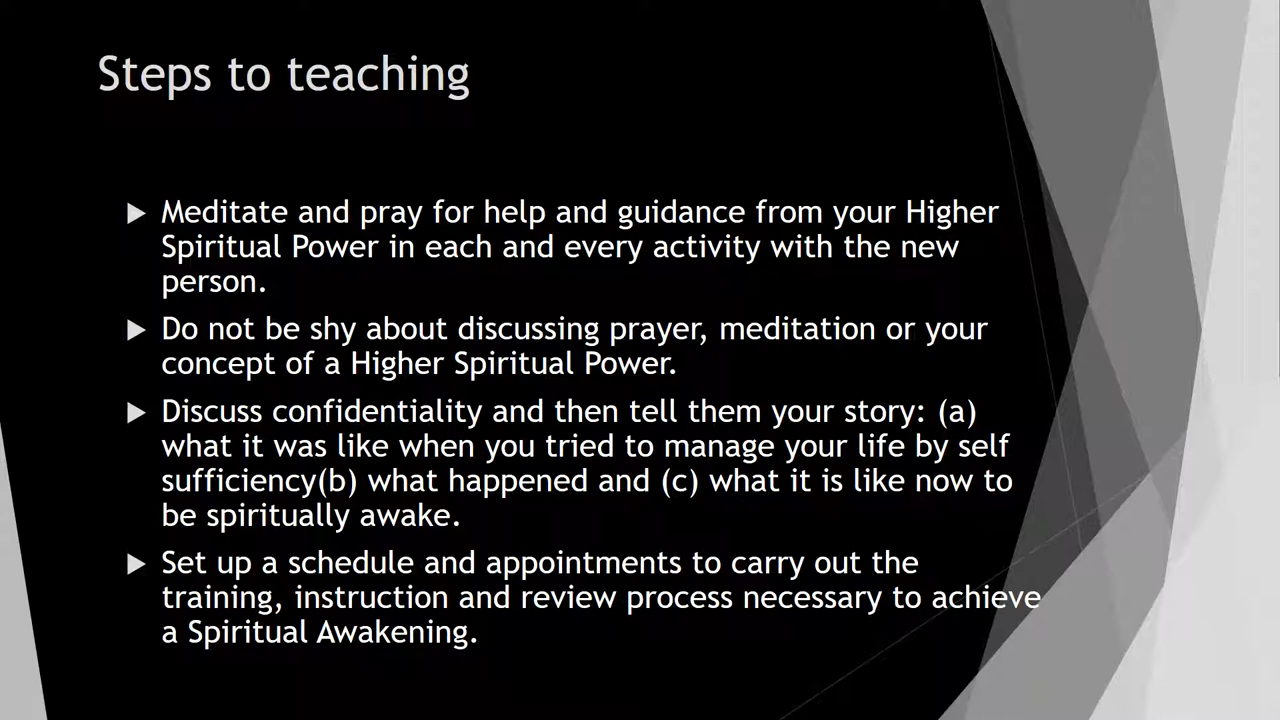 Steps to teaching
Meditate and pray for help and guidance from your Higher
Spiritual Power in each and every activity with the new
person.
Do not be shy about discussing prayer, meditation or your
concept of a Higher Spiritual Power.
Discuss confidentiality and then tell them your story: (a)
what it was like when you tried to manage your life by self
sufficiency(b) what happened and (c) what it is like now to
be spiritually awake.
Set up a schedule and appointments to carry out the
training, instruction and review process necessary to achieve
a Spiritual Awakening.